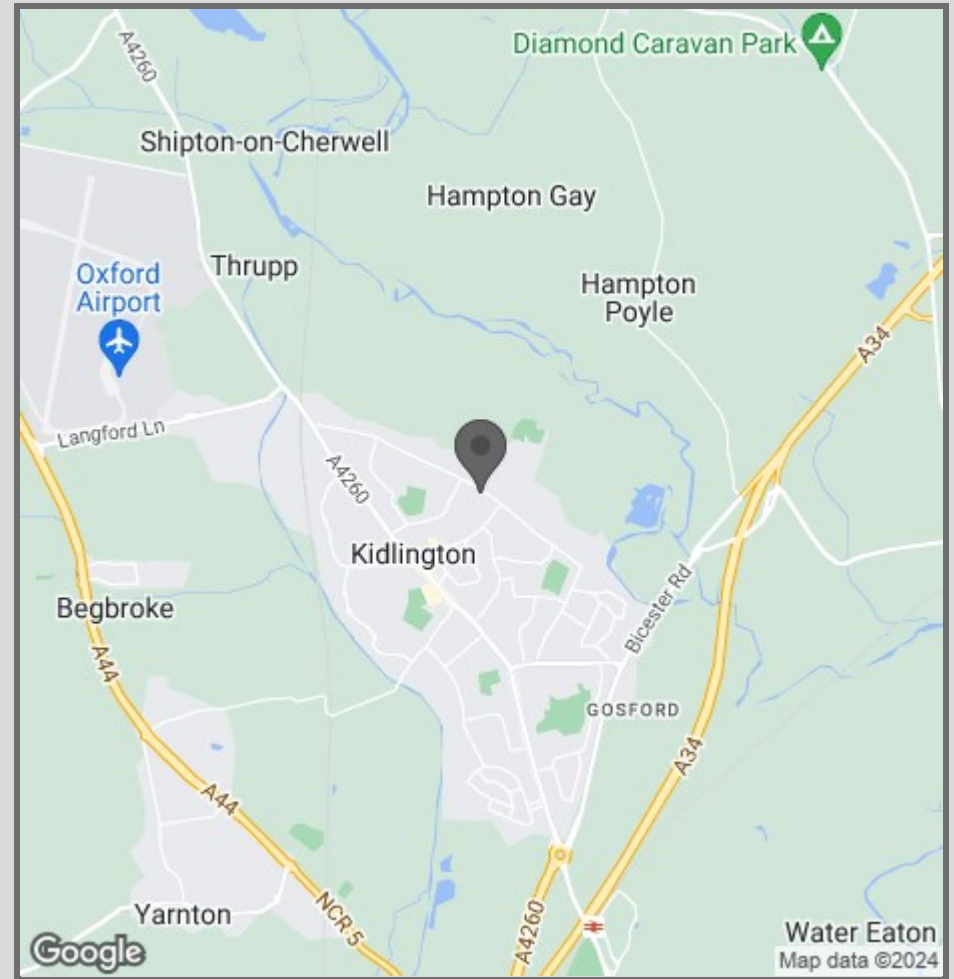 A4260
Diamond Caravan Park
Shipton-on-Cherwell
Hampton Gay
Thrupp
Oxford
Airport
Hampton
Poyle
A34
Langford Ln
A4260
Kidlington
Begbroke
Bicester Rd
A44
GOSFORD
A34
A44
Yarnton
NCR 5
A4260
Water Eaton
Google
Map data ©2024